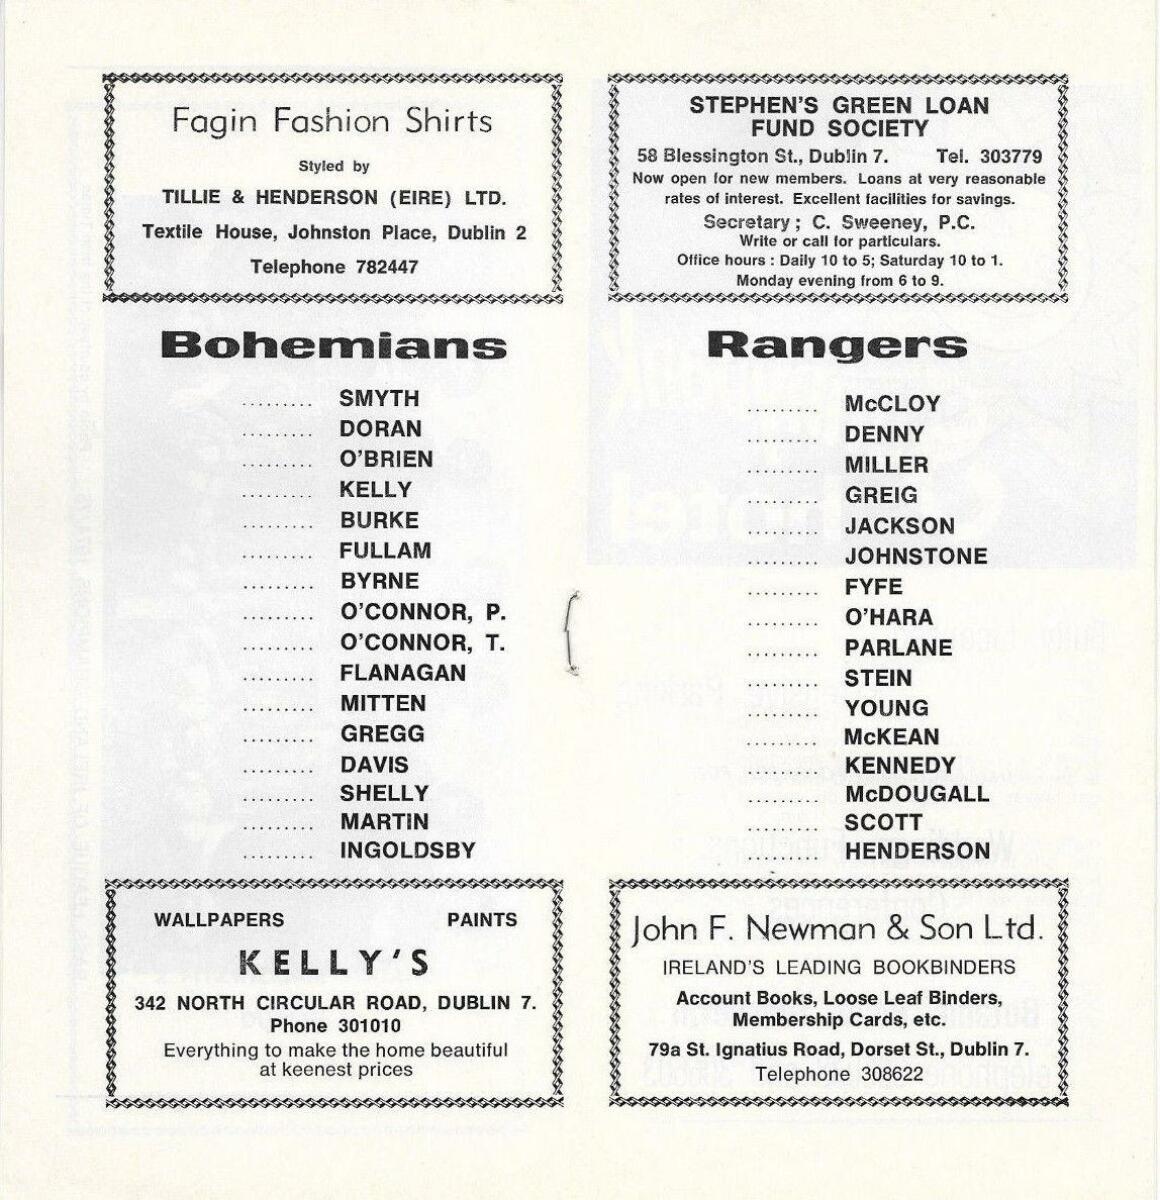 Fagin Fashion Shirts
Styled by
TILLIE & HENDERSON (EIRE) LTD.
Textile House, Johnston Place, Dublin 2
Telephone 782447
Bohemians
......... SMYTH
......... DORAN
......... O'BRIEN
......... KELLY
......... BURKE
......... FULLAM
......... BYRNE
......... O'CONNOR, P.
......... O'CONNOR, T.
......... FLANAGAN
......... MITTEN
......... GREGG
......... DAVIS
......... SHELLY
......... MARTIN
......... INGOLDSBY
WALLPAPERS PAINTS
KELLY'S
342 NORTH CIRCULAR ROAD, DUBLIN 7.
Phone 301010
Everything to make the home beautiful
at keenest prices
STEPHEN'S GREEN LOAN
FUND SOCIETY
58 Blessington St., Dublin 7. Tel. 303779
Now open for new members. Loans at very reasonable
rates of interest. Excellent facilities for savings.
Secretary ; C. Sweeney, P.C.
Write or call for particulars.
Office hours : Daily 10 to 5; Saturday 10 to 1.
Monday evening from 6 to 9.
Rangers
......... McCLOY
......... DENNY
......... MILLER
......... GREIG
......... JACKSON
......... JOHNSTONE
......... FYFE
......... O'HARA
......... PARLANE
......... STEIN
......... YOUNG
......... McKEAN
......... KENNEDY
......... McDOUGALL
......... SCOTT
......... HENDERSON
John F. Newman & Son Ltd.
IRELAND'S LEADING BOOKBINDERS
Account Books, Loose Leaf Binders,
Membership Cards, etc.
79a St. Ignatius Road, Dorset St., Dublin 7.
Telephone 308622